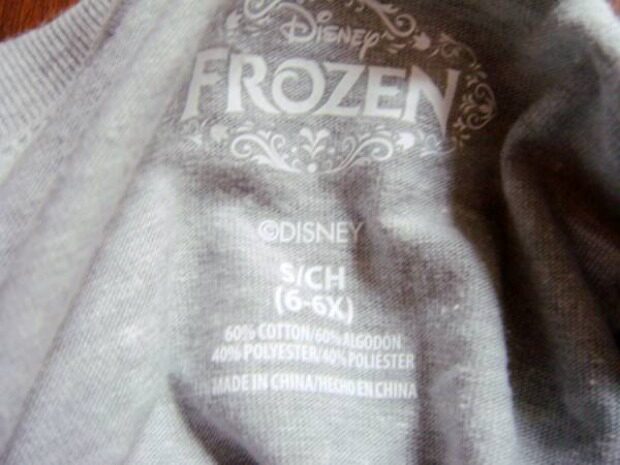 Disney
FROZEN
©DISNEY
S/CH
(6-6X)
60% COTTON/60% ALGODON
40% POLYESTER/40% POLIESTER
MADE IN CHINA/HECHO EN CHINA